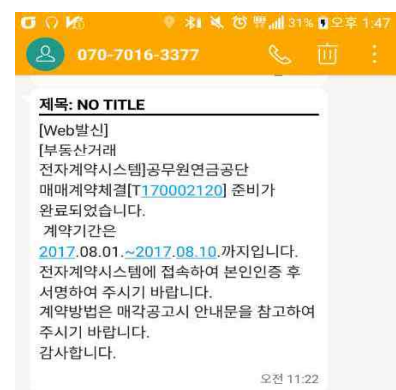 31% 오후 1:47
070-7016-3377
제목: NO TITLE
[Web발신]
[부동산거래
전자계약시스템]공무원연금공단
매매계약체결[T170002120] 준비가
완료되었습니다.
계약기간은
2017.08.01.~2017.08.10.까지입니다.
전자계약시스템에 접속하여 본인인증 후
서명하여 주시기 바랍니다.
계약방법은 매각공고시 안내문을 참고하여
주시기 바랍니다.
감사합니다.
오전 11:22